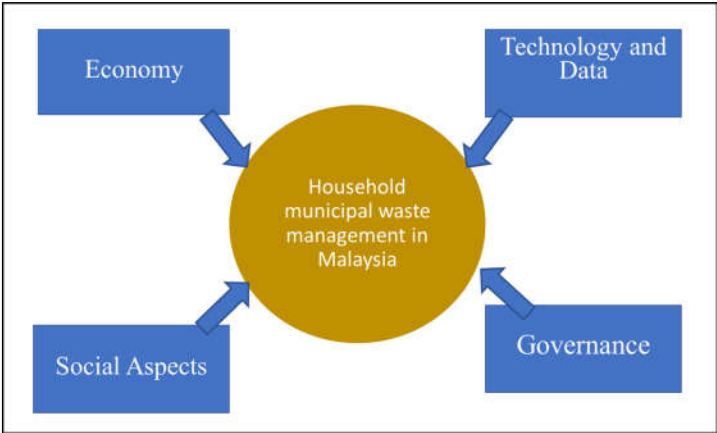 Economy
Technology and
Data
Household
municipal waste
management in
Malaysia
Social Aspects
Governance